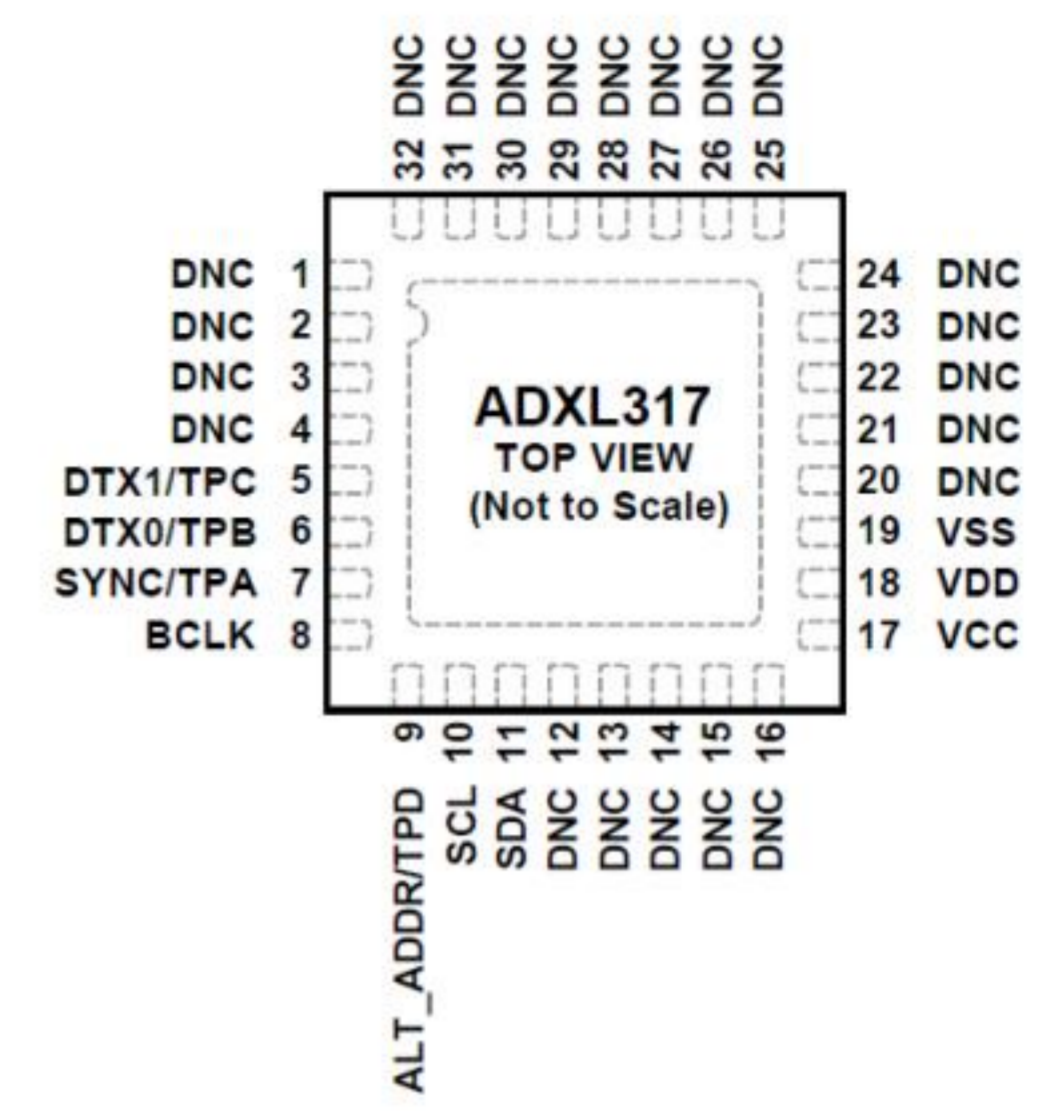 32 DNC
31 DNC
30 DNC
29 DNC
28 DNC
27 DNC
26 DNC
25 DNC
DNC 1
DNC 2
DNC 3
DNC 4
DTX1/TPC 5
DTX0/TPB 6
SYNC/TPA 7
BCLK 8
ADXL317
TOP VIEW
(Not to Scale)
24 DNC
23 DNC
22 DNC
21 DNC
20 DNC
19 VSS
18 VDD
17 VCC
ALT_ADDR/TPD 9
SCL 10
SDA 11
DNC 12
DNC 13
DNC 14
DNC 15
DNC 16